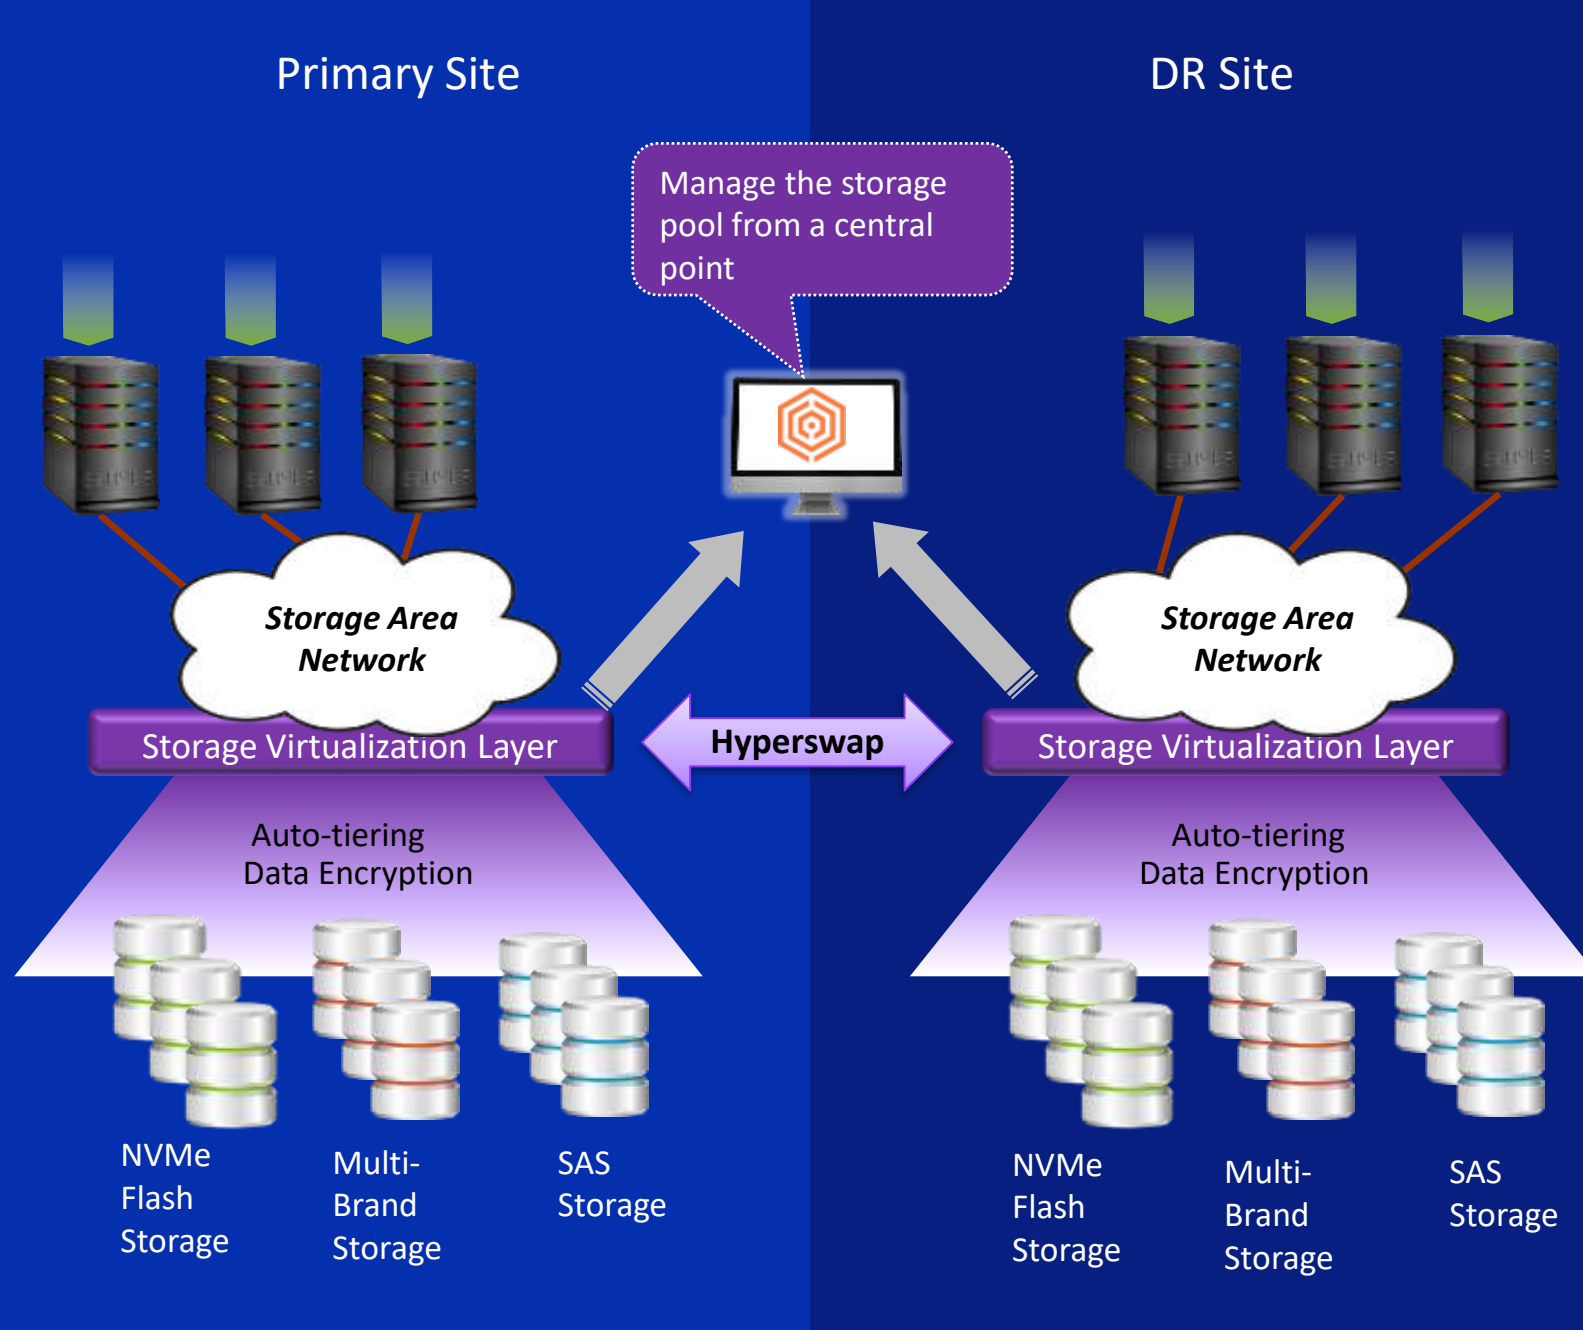 Primary Site
DR Site
Manage the storage
pool from a central
point
Storage Area
Network
Storage Area
Network
Storage Virtualization Layer
Hyperswap
Storage Virtualization Layer
Auto-tiering
Data Encryption
Auto-tiering
Data Encryption
NVMe
Flash
Storage
Multi-
Brand
Storage
SAS
Storage
NVMe
Flash
Storage
Multi-
Brand
Storage
SAS
Storage